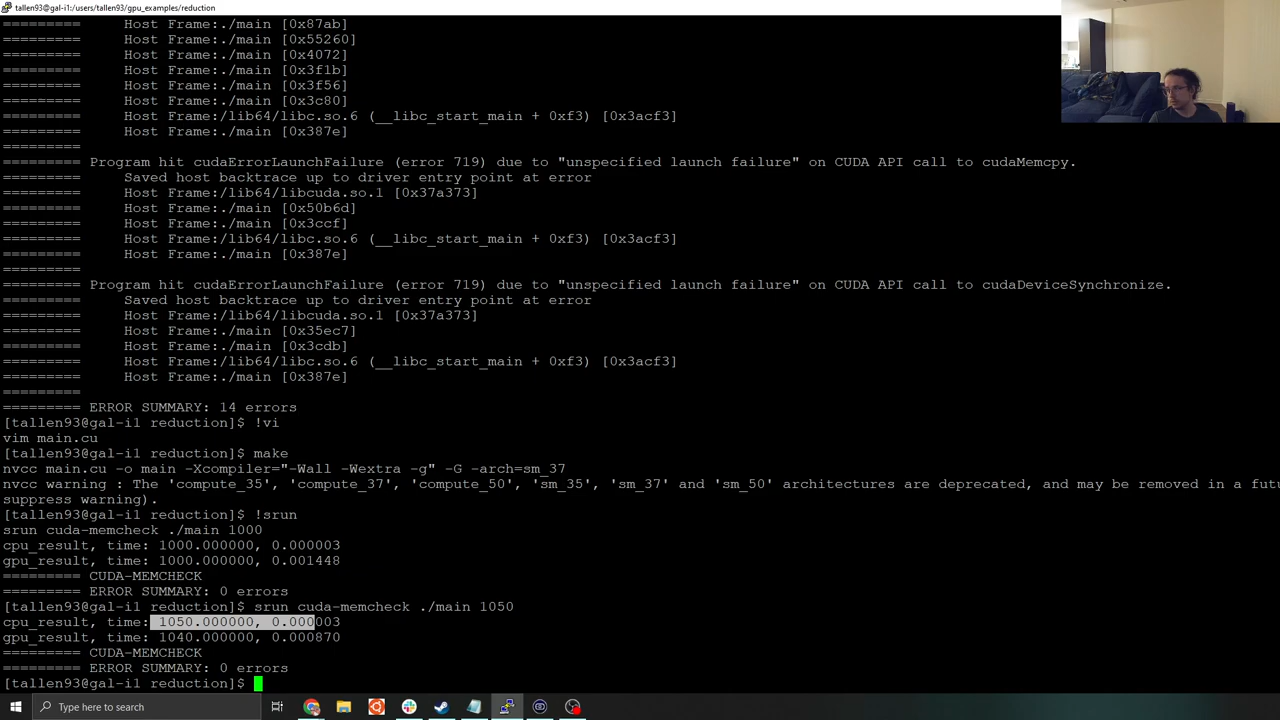 tallen93@gal-i1:/users/tallen93/gpu_examples/reduction
=========     Host Frame:./main [0x87ab]
=========     Host Frame:./main [0x55260]
=========     Host Frame:./main [0x4072]
=========     Host Frame:./main [0x3f1b]
=========     Host Frame:./main [0x3f56]
=========     Host Frame:./main [0x3c80]
=========     Host Frame:/lib64/libc.so.6 (__libc_start_main + 0xf3) [0x3acf3]
=========     Host Frame:./main [0x387e]
=========
========= Program hit cudaErrorLaunchFailure (error 719) due to "unspecified launch failure" on CUDA API call to cudaMemcpy.
=========     Saved host backtrace up to driver entry point at error
=========     Host Frame:/lib64/libcuda.so.1 [0x37a373]
=========     Host Frame:./main [0x50b6d]
=========     Host Frame:./main [0x3ccf]
=========     Host Frame:/lib64/libc.so.6 (__libc_start_main + 0xf3) [0x3acf3]
=========     Host Frame:./main [0x387e]
=========
========= Program hit cudaErrorLaunchFailure (error 719) due to "unspecified launch failure" on CUDA API call to cudaDeviceSynchronize.
=========     Saved host backtrace up to driver entry point at error
=========     Host Frame:/lib64/libcuda.so.1 [0x37a373]
=========     Host Frame:./main [0x35ec7]
=========     Host Frame:./main [0x3cdb]
=========     Host Frame:/lib64/libc.so.6 (__libc_start_main + 0xf3) [0x3acf3]
=========     Host Frame:./main [0x387e]
=========
========= ERROR SUMMARY: 14 errors
[tallen93@gal-i1 reduction]$ !vi
vim main.cu
[tallen93@gal-i1 reduction]$ make
nvcc main.cu -o main -Xcompiler="-Wall -Wextra -g" -G -arch=sm_37
nvcc warning : The 'compute_35', 'compute_37', 'compute_50', 'sm_35', 'sm_37' and 'sm_50' architectures are deprecated, and may be removed in a futu
suppress warning).
[tallen93@gal-i1 reduction]$ !srun
srun cuda-memcheck ./main 1000
cpu_result, time: 1000.000000, 0.000003
gpu_result, time: 1000.000000, 0.001448
========= CUDA-MEMCHECK
========= ERROR SUMMARY: 0 errors
[tallen93@gal-i1 reduction]$ srun cuda-memcheck ./main 1050
cpu_result, time: 1050.000000, 0.000003
gpu_result, time: 1040.000000, 0.000870
========= CUDA-MEMCHECK
========= ERROR SUMMARY: 0 errors
[tallen93@gal-i1 reduction]$
Type here to search